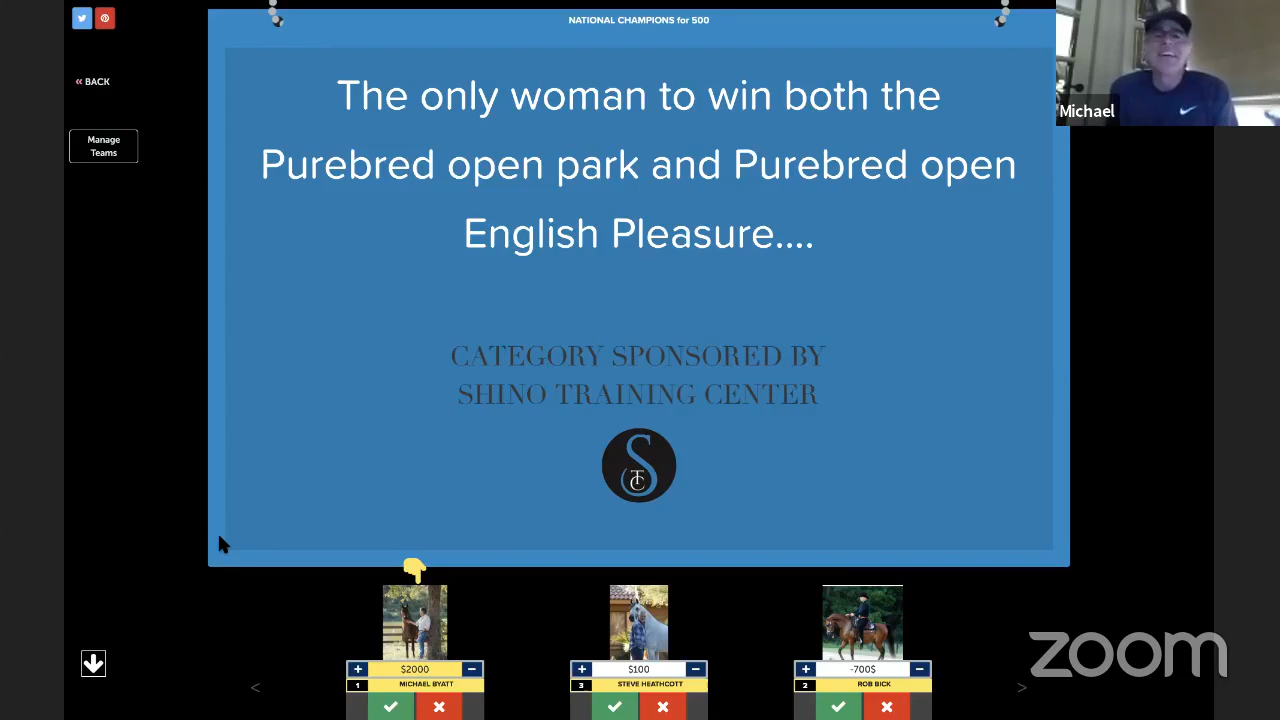 NATIONAL CHAMPIONS for 500
« BACK
Manage
Teams
Michael
The only woman to win both the
Purebred open park and Purebred open
English Pleasure....
CATEGORY SPONSORED BY
SHINO TRAINING CENTER
STC
zoom
+ $2000 −
1 MICHAEL BYATT
+ $100 −
3 STEVE HEATHCOTT
+ -700$ −
2 ROB BICK
< >